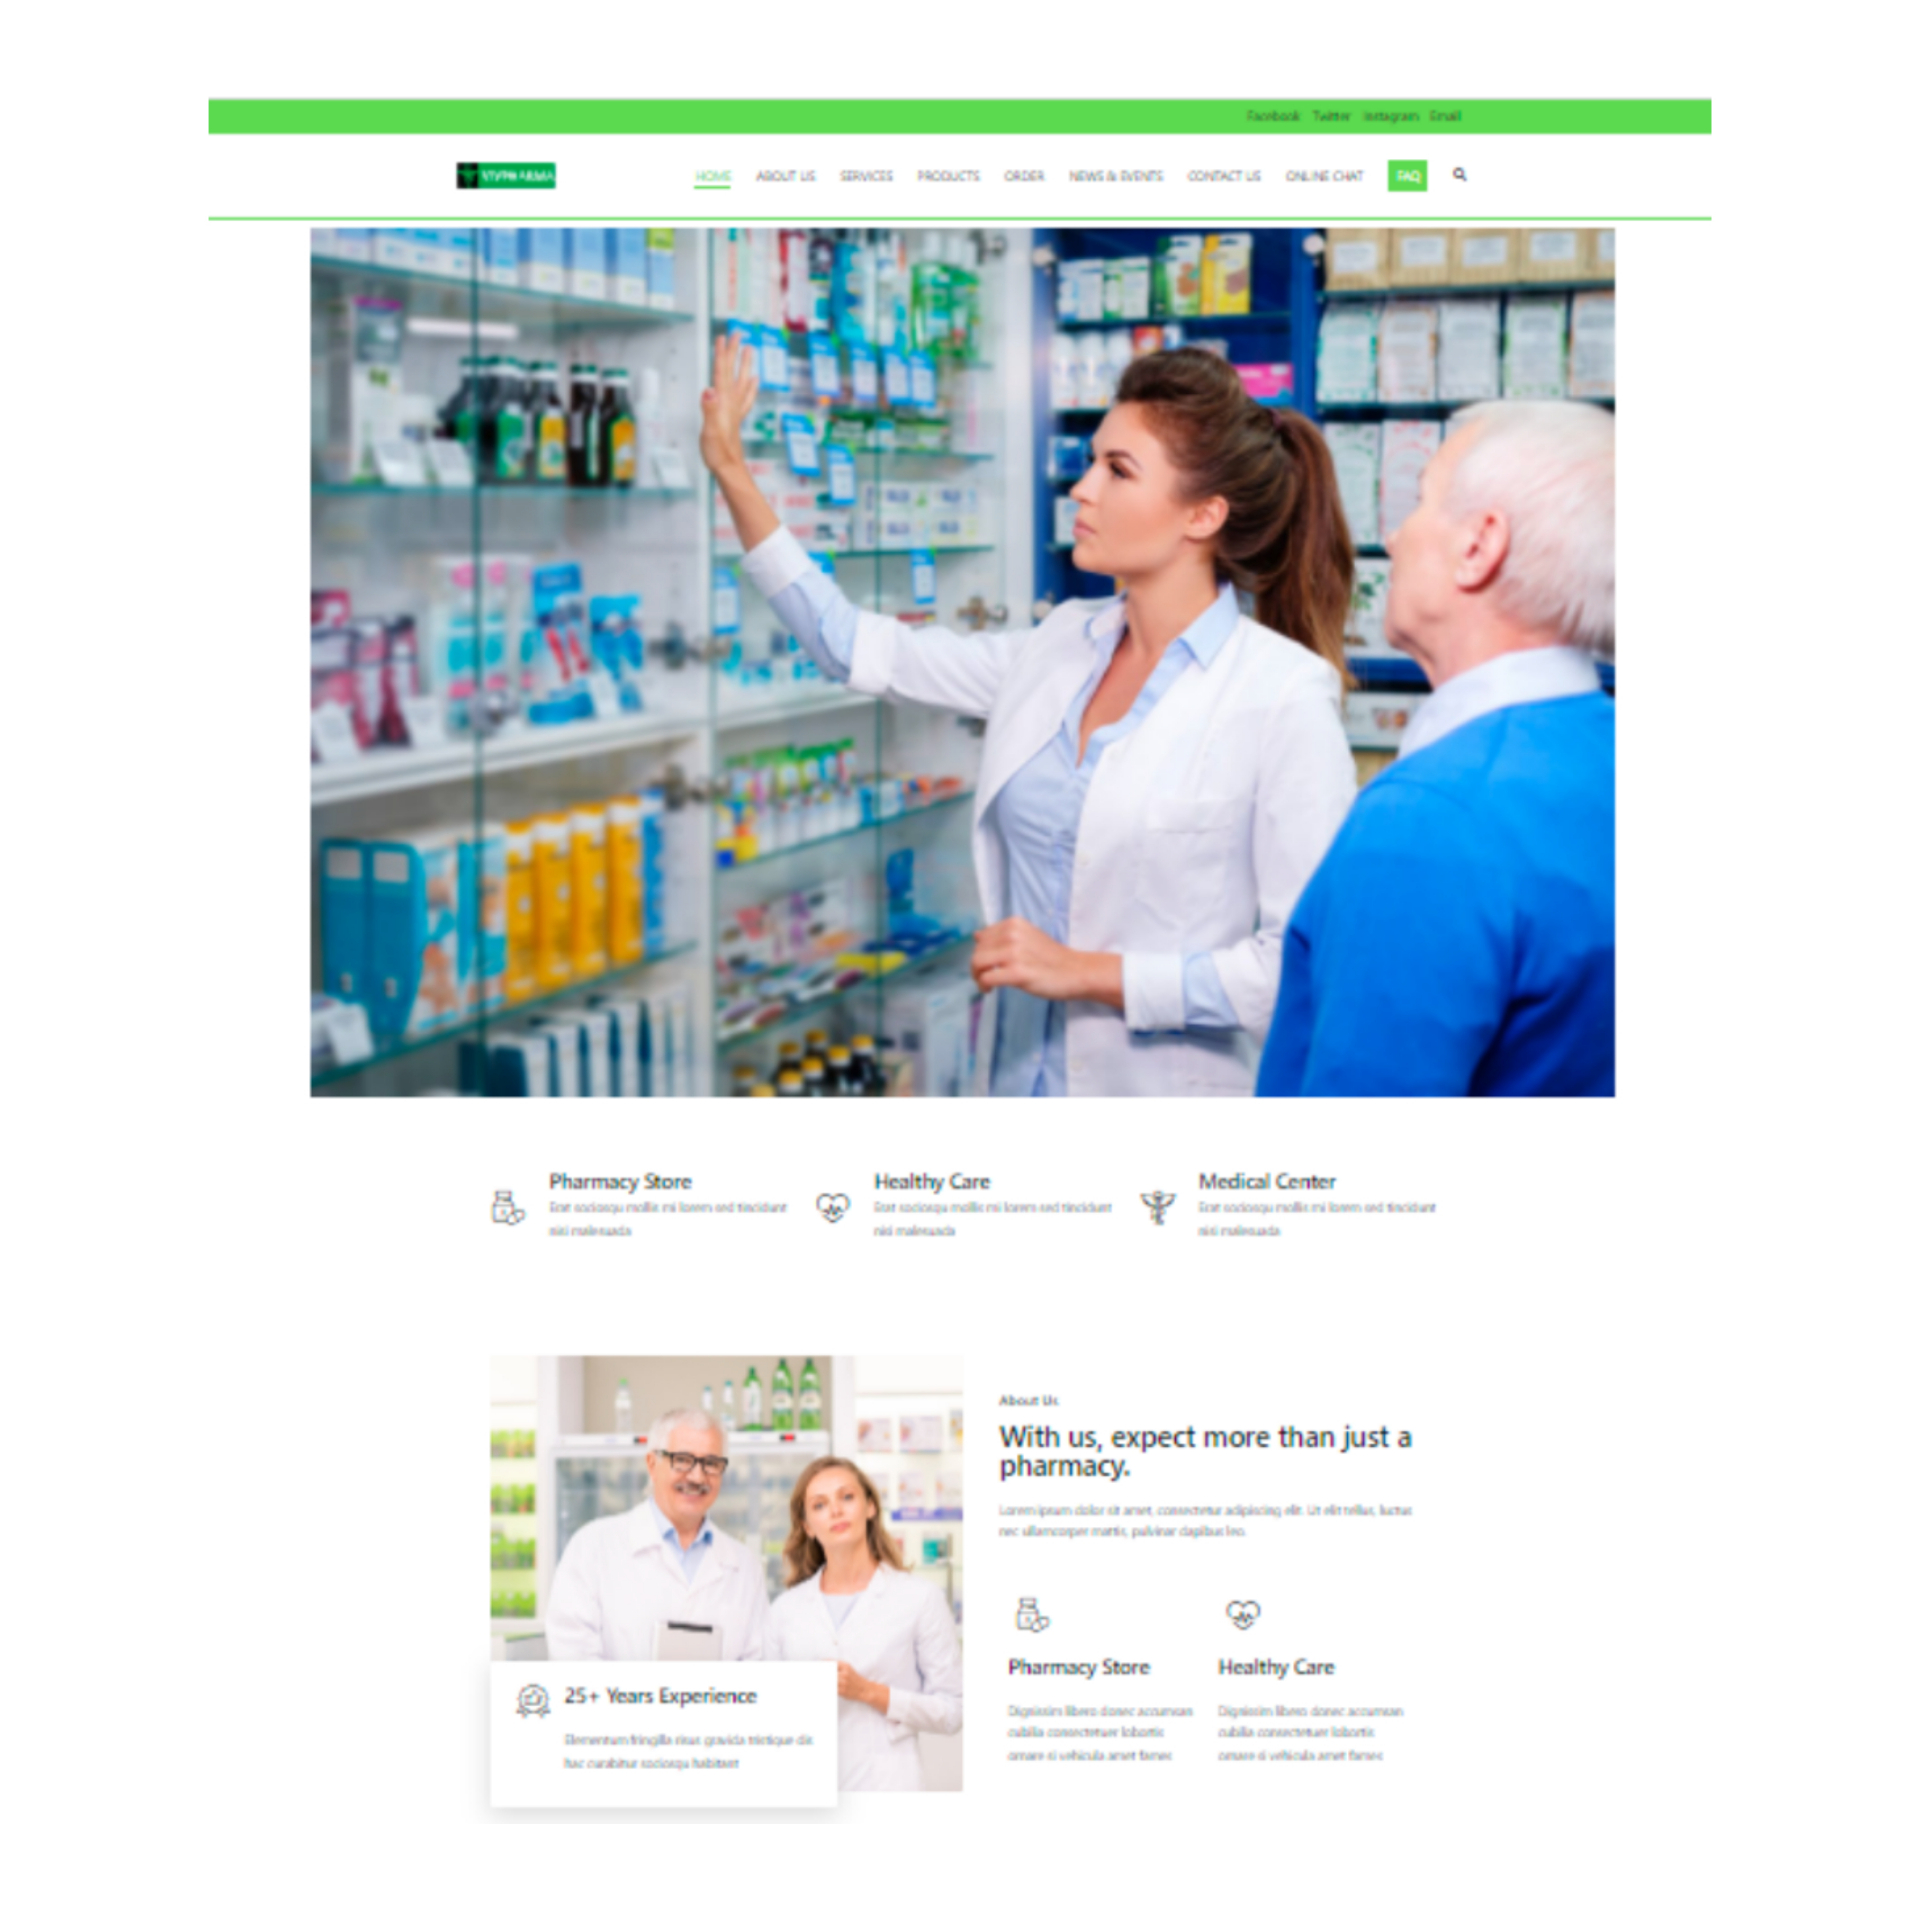 Facebook Twitter Instagram Email
VIVPHARMA
HOME ABOUT US SERVICES PRODUCTS ORDER NEWS & EVENTS CONTACT US ONLINE CHAT FAQ
Pharmacy Store
Erat sociosqu mollis mi lorem sed tincidunt
nisi malesuada
Healthy Care
Erat sociosqu mollis mi lorem sed tincidunt
nisi malesuada
Medical Center
Erat sociosqu mollis mi lorem sed tincidunt
nisi malesuada
25+ Years Experience
Elementum fringilla risus gravida tristique dis
hac curabitur sociosqu habitant
About Us
With us, expect more than just a
pharmacy.
Lorem ipsum dolor sit amet, consectetur adipiscing elit. Ut elit tellus, luctus
nec ullamcorper mattis, pulvinar dapibus leo.
Pharmacy Store
Dignissim libero donec accumsan
cubilia consectetuer lobortis
ornare si vehicula amet fames
Healthy Care
Dignissim libero donec accumsan
cubilia consectetuer lobortis
ornare si vehicula amet fames